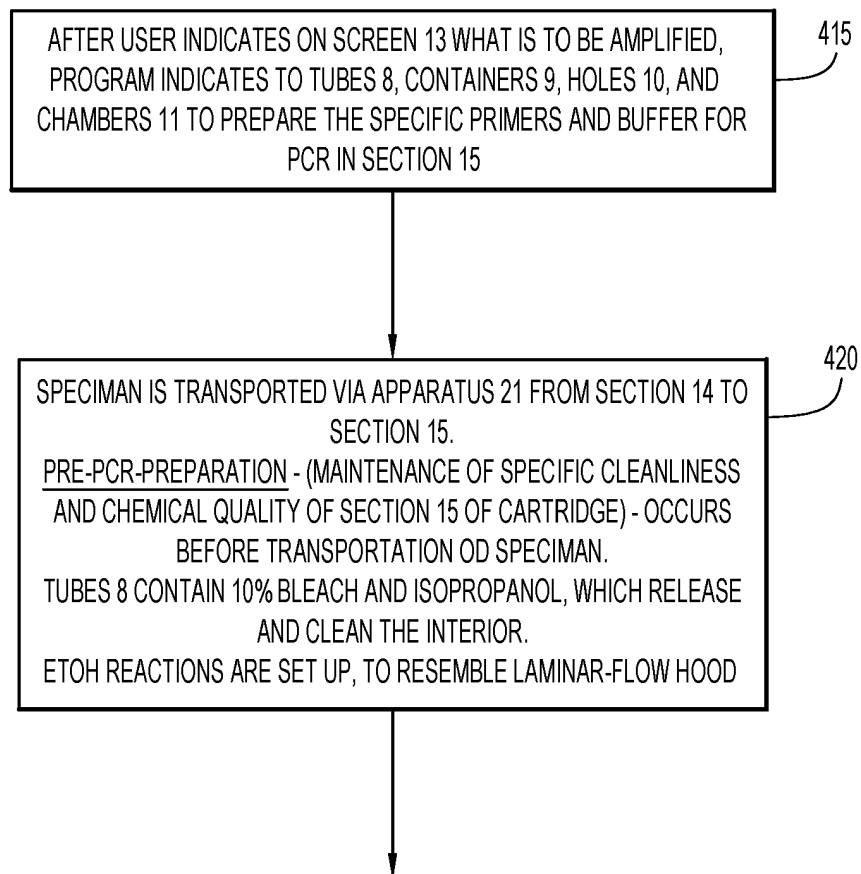 AFTER USER INDICATES ON SCREEN 13 WHAT IS TO BE AMPLIFIED,
PROGRAM INDICATES TO TUBES 8, CONTAINERS 9, HOLES 10, AND
CHAMBERS 11 TO PREPARE THE SPECIFIC PRIMERS AND BUFFER FOR
PCR IN SECTION 15
415
SPECIMAN IS TRANSPORTED VIA APPARATUS 21 FROM SECTION 14 TO
SECTION 15.
PRE-PCR-PREPARATION - (MAINTENANCE OF SPECIFIC CLEANLINESS
AND CHEMICAL QUALITY OF SECTION 15 OF CARTRIDGE) - OCCURS
BEFORE TRANSPORTATION OD SPECIMAN.
TUBES 8 CONTAIN 10% BLEACH AND ISOPROPANOL, WHICH RELEASE
AND CLEAN THE INTERIOR.
ETOH REACTIONS ARE SET UP, TO RESEMBLE LAMINAR-FLOW HOOD
420